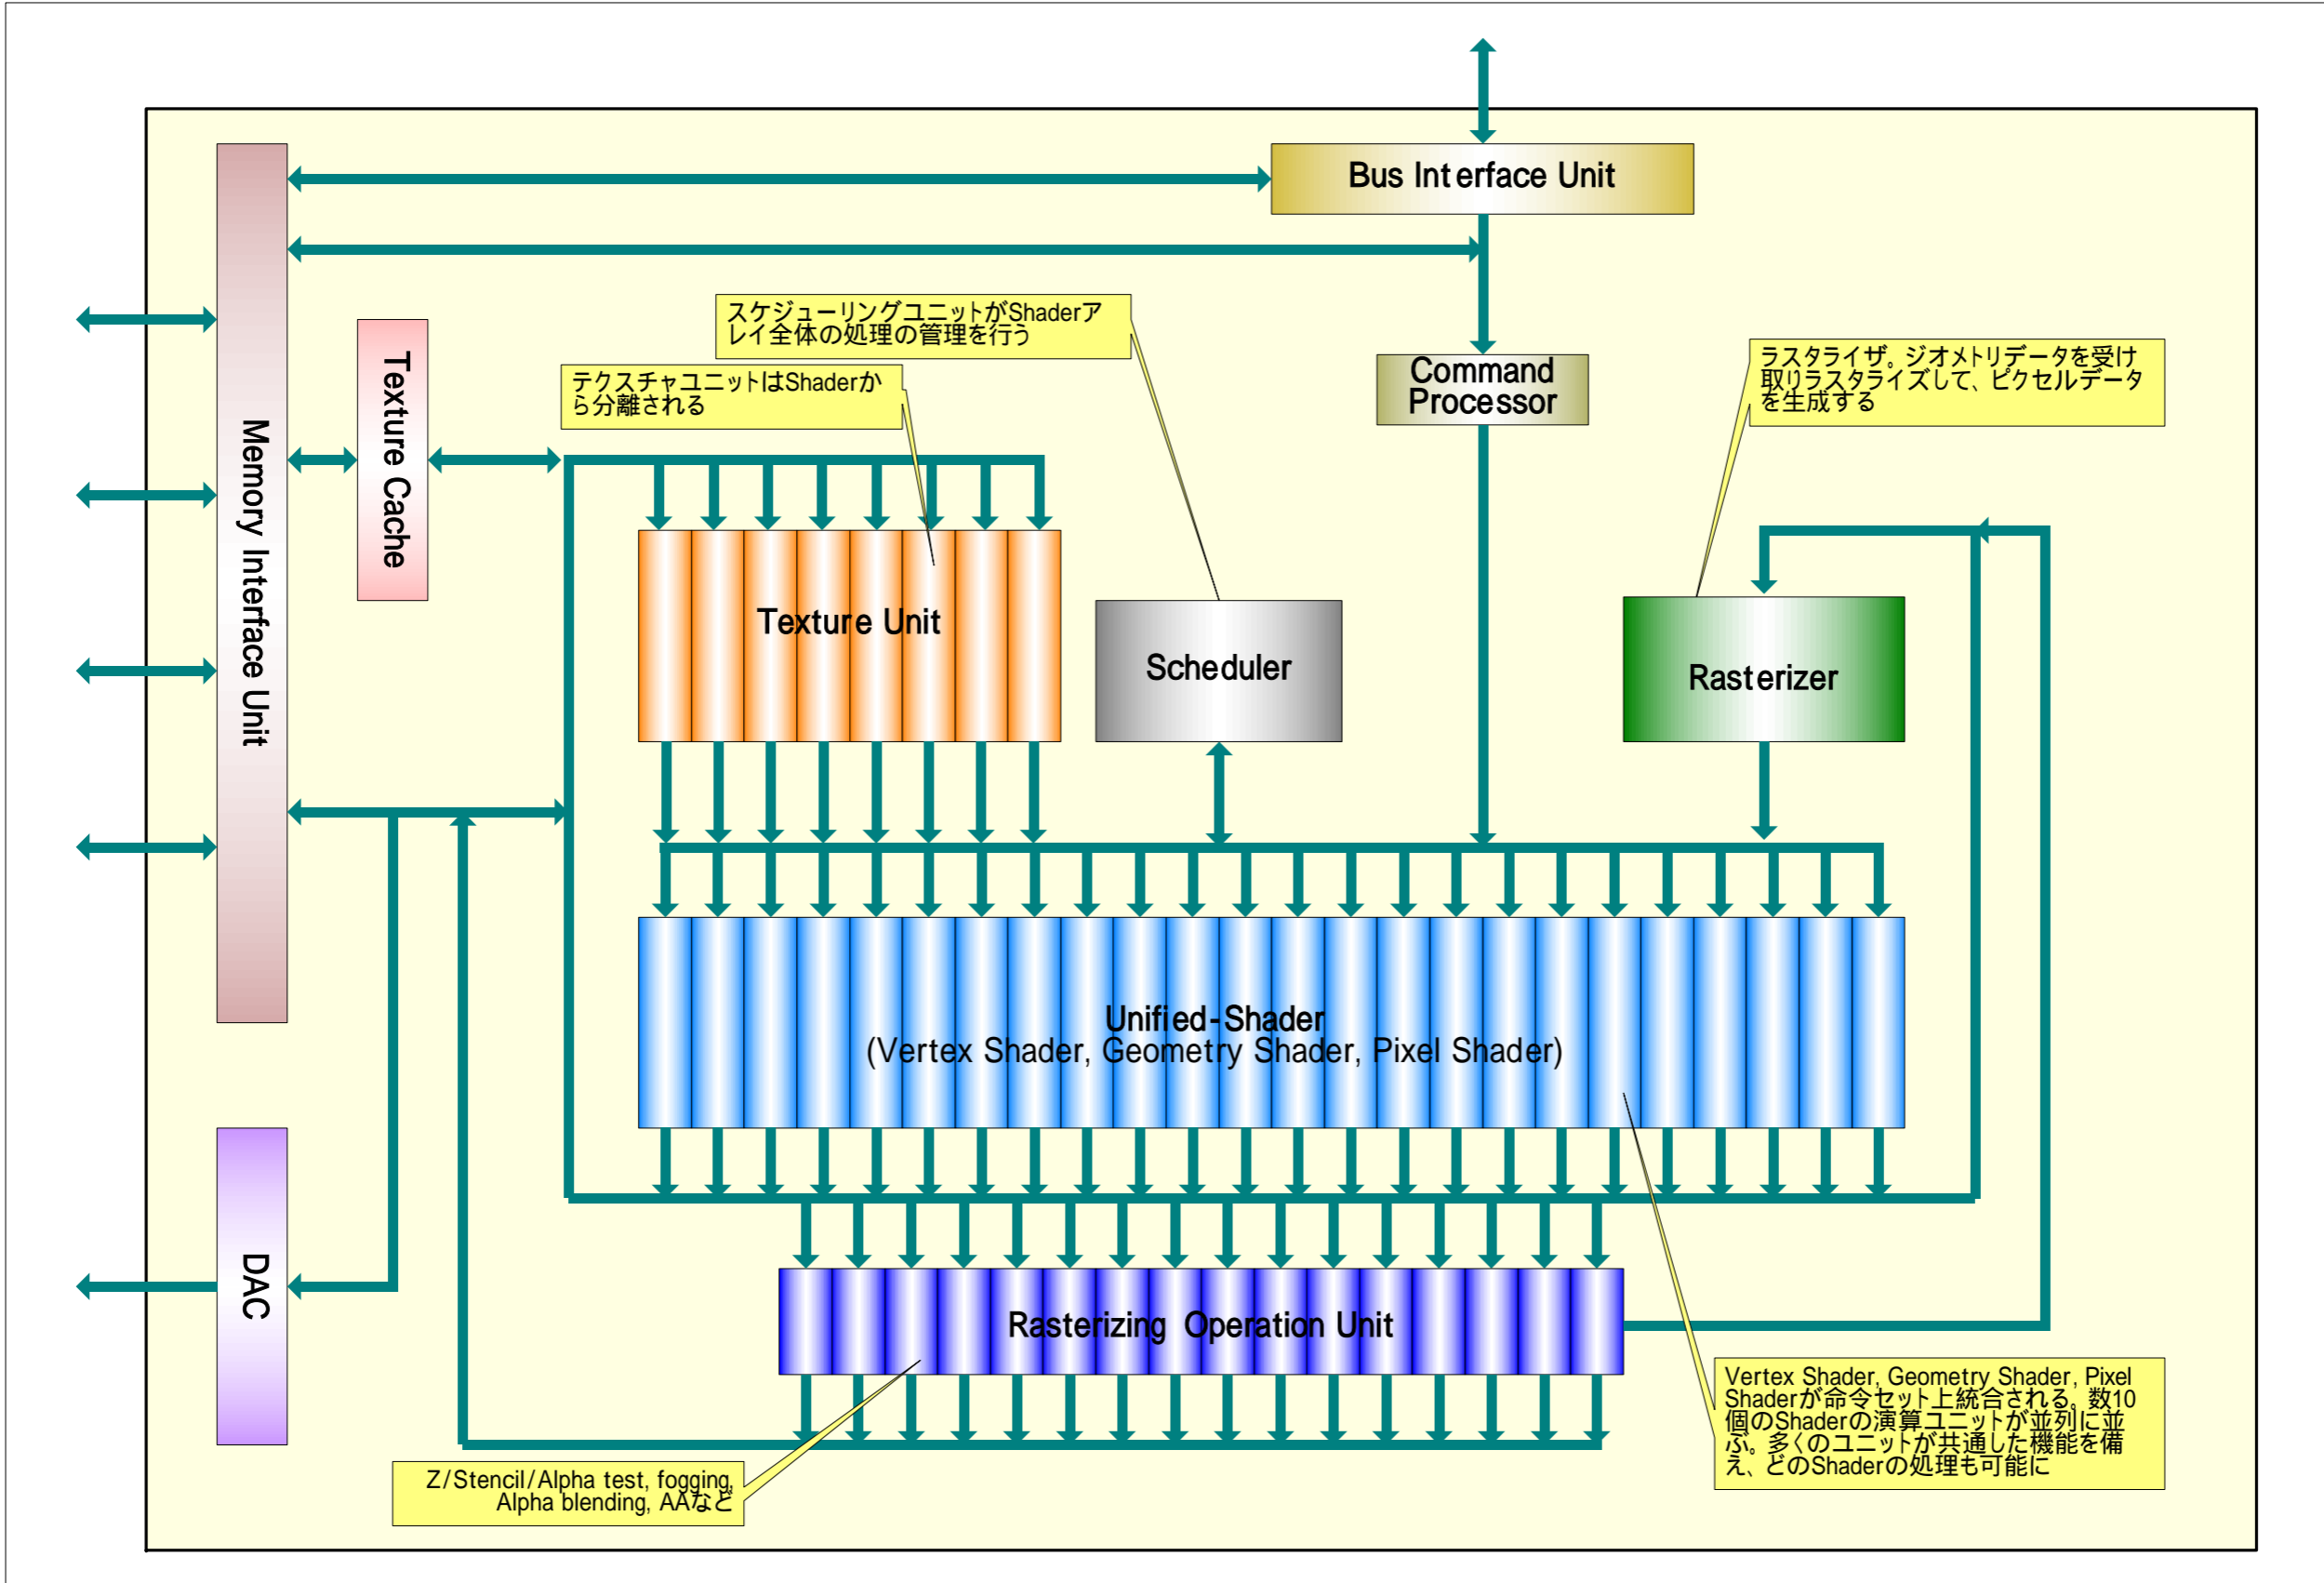 Bus Interface Unit
スケジューリングユニットがShaderア
レイ全体の処理の管理を行う
ラスタライザ。ジオメトリデータを受け
取りラスタライズして、ピクセルデータ
を生成する
テクスチャユニットはShaderか
ら分離される
Command
Processor
Memory Interface Unit
Texture Cache
Texture Unit
Scheduler
Rasterizer
Unified-Shader
(Vertex Shader, Geometry Shader, Pixel Shader)
DAC
Rasterizing Operation Unit
Vertex Shader, Geometry Shader, Pixel
Shaderが命令セット上統合される。数10
個のShaderの演算ユニットが並列に並
ぶ。多くのユニットが共通した機能を備
え、どのShaderの処理も可能に
Z/Stencil/Alpha test, fogging,
Alpha blending, AAなど